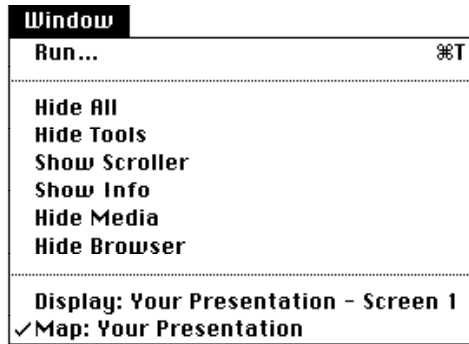 Window
Run... ⌘T
Hide All
Hide Tools
Show Scroller
Show Info
Hide Media
Hide Browser
Display: Your Presentation - Screen 1
✓Map: Your Presentation